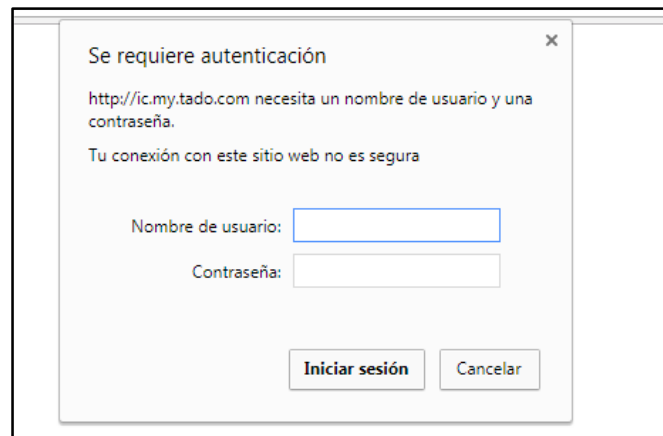 Se requiere autenticación
http://ic.my.tado.com necesita un nombre de usuario y una
contraseña.
Tu conexión con este sitio web no es segura
Nombre de usuario:
Contraseña:
Iniciar sesión
Cancelar